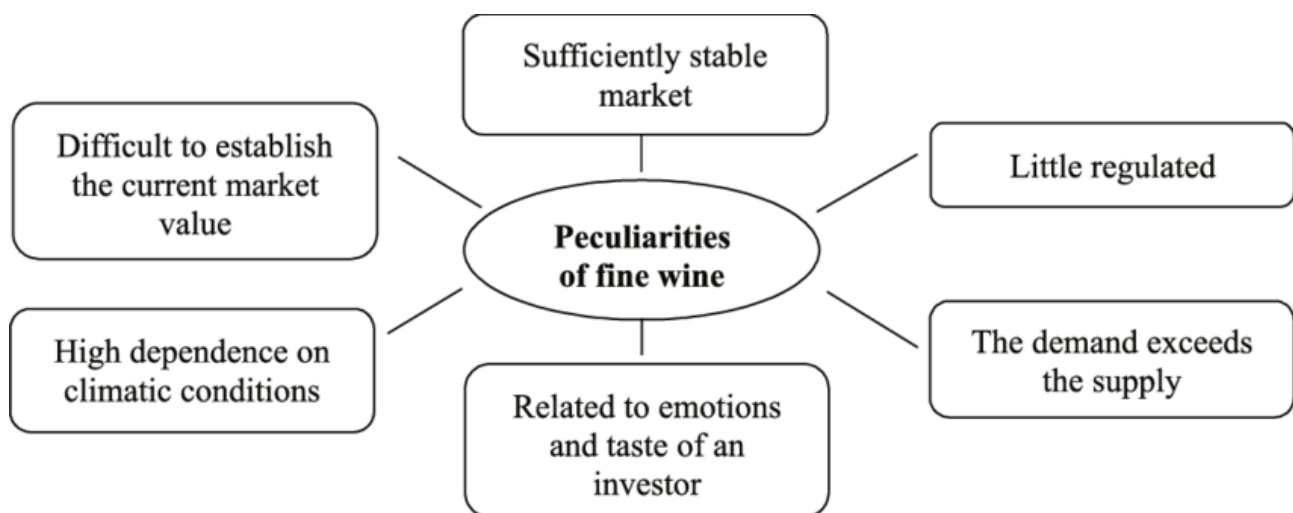 Sufficiently stable
market
Difficult to establish
the current market
value
Little regulated
Peculiarities
of fine wine
High dependence on
climatic conditions
The demand exceeds
the supply
Related to emotions
and taste of an
investor